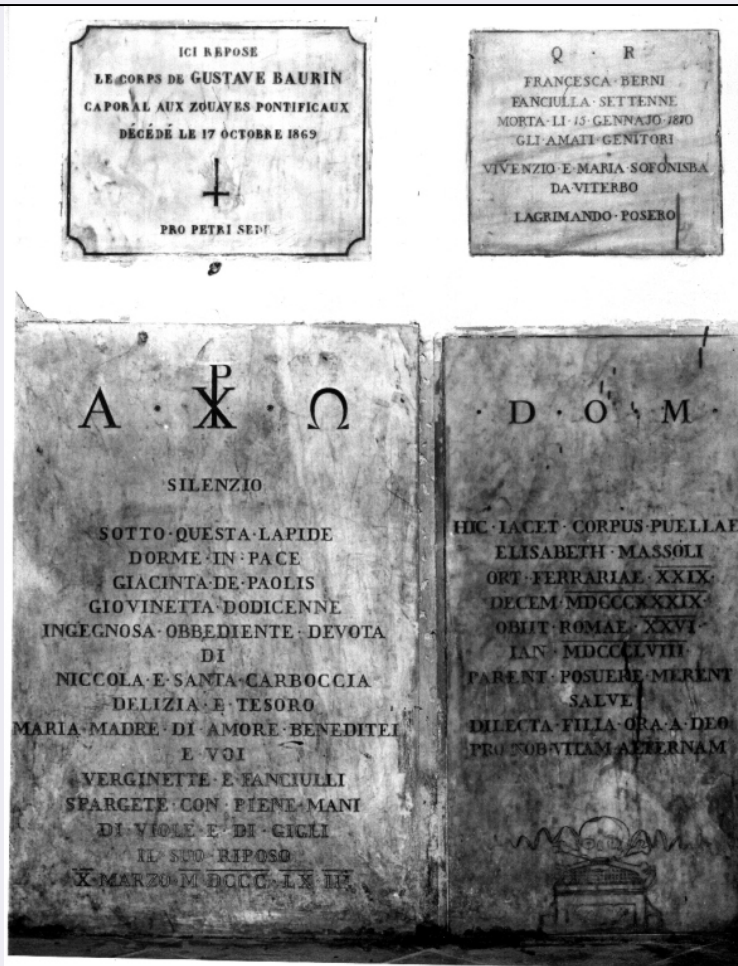 ICI REPOSE
LE CORPS DE GUSTAVE BAURIN
CAPORAL AUX ZOUAVES PONTIFICAUX
DÉCÉDÉ LE 17 OCTOBRE 1869
PRO PETRI SEDE
Q · R
FRANCESCA · BERNI
FANCIULLA · SETTENNE
MORTA · LI · 15 · GENNAJO · 1870
GLI · AMATI · GENITORI
VIVENZIO · E · MARIA · SOFONISBA
DA · VITERBO
LAGRIMANDO · POSERO
Α · ☧ · Ω
SILENZIO
SOTTO · QUESTA · LAPIDE
DORME · IN · PACE
GIACINTA · DE · PAOLIS
GIOVINETTA · DODICENNE
INGEGNOSA · OBBEDIENTE · DEVOTA
DI
NICCOLA · E · SANTA · CARBOCCIA
DELIZIA · E · TESORO
MARIA · MADRE · DI · AMORE · BENEDITEI
E · VOI
VERGINETTE · E · FANCIULLI
SPARGETE · CON · PIENE · MANI
DI · VIOLE · E · DI · GIGLI
IL · SUO · RIPOSO
X · MARZO · M · DCCC · LX
· D · O · M ·
HIC · IACET · CORPUS · PUELLAE
ELISABETH · MASSOLI
ORT · FERRARIAE · XXIX ·
DECEM · MDCCCXXXIX ·
OBIIT · ROMAE · XXVI ·
IAN · MDCCCLVIII ·
PARENT · POSUERE · MERENT
SALVE
DILECTA · FILIA · ORA · A · DEO
PRO · NOB · VITAM · AETERNAM